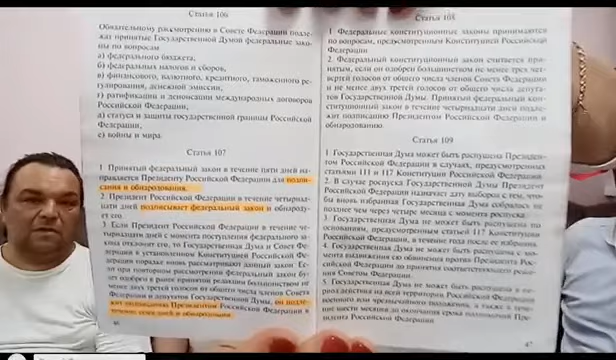 Статья 106
Обязательному рассмотрению в Совете Федерации подле-
жат принятые Государственной Думой федеральные зако-
ны по вопросам
а) федерального бюджета,
б) федеральных налогов и сборов,
в) финансового, валютного, кредитного, таможенного ре-
гулирования, денежной эмиссии,
г) ратификации и денонсации международных договоров
Российской Федерации,
д) статуса и защиты государственной границы Российской
Федерации,
е) войны и мира.
Статья 107
1 Принятый федеральный закон в течение пяти дней на-
правляется Президенту Российской Федерации для подпи-
сания и обнародования.
2 Президент Российской Федерации в течение четырнад-
цати дней подписывает федеральный закон и обнароду-
ет его
3 Если Президент Российской Федерации в течение че-
тырнадцати дней с момента поступления федерального за-
кона отклонит его, то Государственная Дума и Совет Фе-
дерации в установленном Конституцией Российской
Федерации порядке вновь рассматривают данный закон Ес-
ли при повторном рассмотрении федеральный закон бу-
дет одобрен в ранее принятой редакции большинством не
менее двух третей голосов от общего числа членов Совета
Федерации и депутатов Государственной Думы, он подле-
жит подписанию Президентом Российской Федерации в
течение семи дней и обнародованию
46
Статья 108
1 Федеральные конституционные законы принимаются
по вопросам, предусмотренным Конституцией Российской
Федерации
2. Федеральный конституционный закон считается при-
нятым, если он одобрен большинством не менее трех чет-
вертей голосов от общего числа членов Совета Федерации
и не менее двух третей голосов от общего числа депута-
тов Государственной Думы Принятый федеральный кон-
ституционный закон в течение четырнадцати дней подле-
жит подписанию Президентом Российской Федерации и
обнародованию.
Статья 109
1 Государственная Дума может быть распущена Президен-
том Российской Федерации в случаях, предусмотренных
статьями 111 и 117 Конституции Российской Федерации
2. В случае роспуска Государственной Думы Президент
Российской Федерации назначает дату выборов с тем, что-
бы вновь избранная Государственная Дума собралась не
позднее чем через четыре месяца с момента роспуска
3 Государственная Дума не может быть распущена по
основаниям, предусмотренным статьей 117 Конституции
Российской Федерации, в течение года после ее избрания.
4. Государственная Дума не может быть распущена с мо-
мента выдвижения ею обвинения против Президента Рос-
сийской Федерации до принятия соответствующего реше-
ния Советом Федерации.
5. Государственная Дума не может быть распущена в пе-
риод действия на всей территории Российской Федерации
военного или чрезвычайного положения, а также в тече-
ние шести месяцев до окончания срока полномочий Пре-
зидента Российской Федерации
47